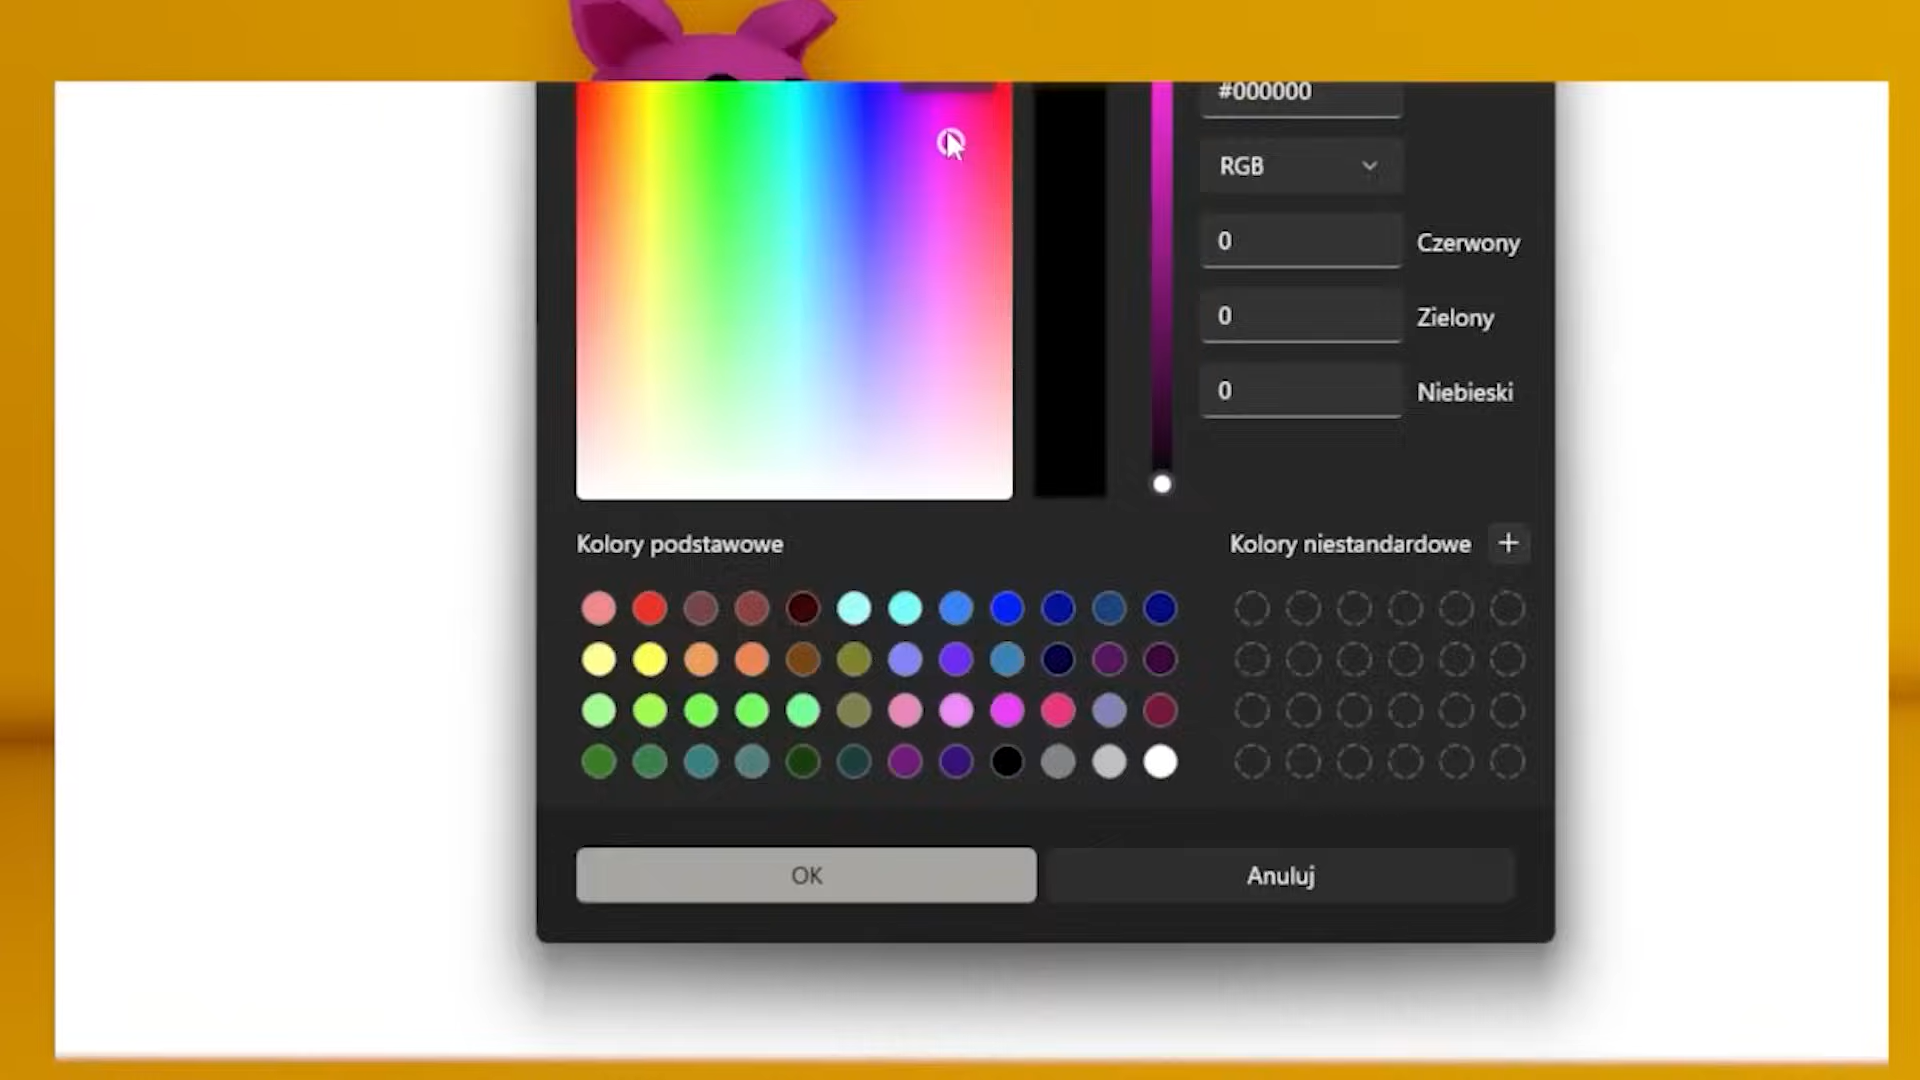 #000000
RGB
0 Czerwony
0 Zielony
0 Niebieski
Kolory podstawowe
Kolory niestandardowe +
OK
Anuluj